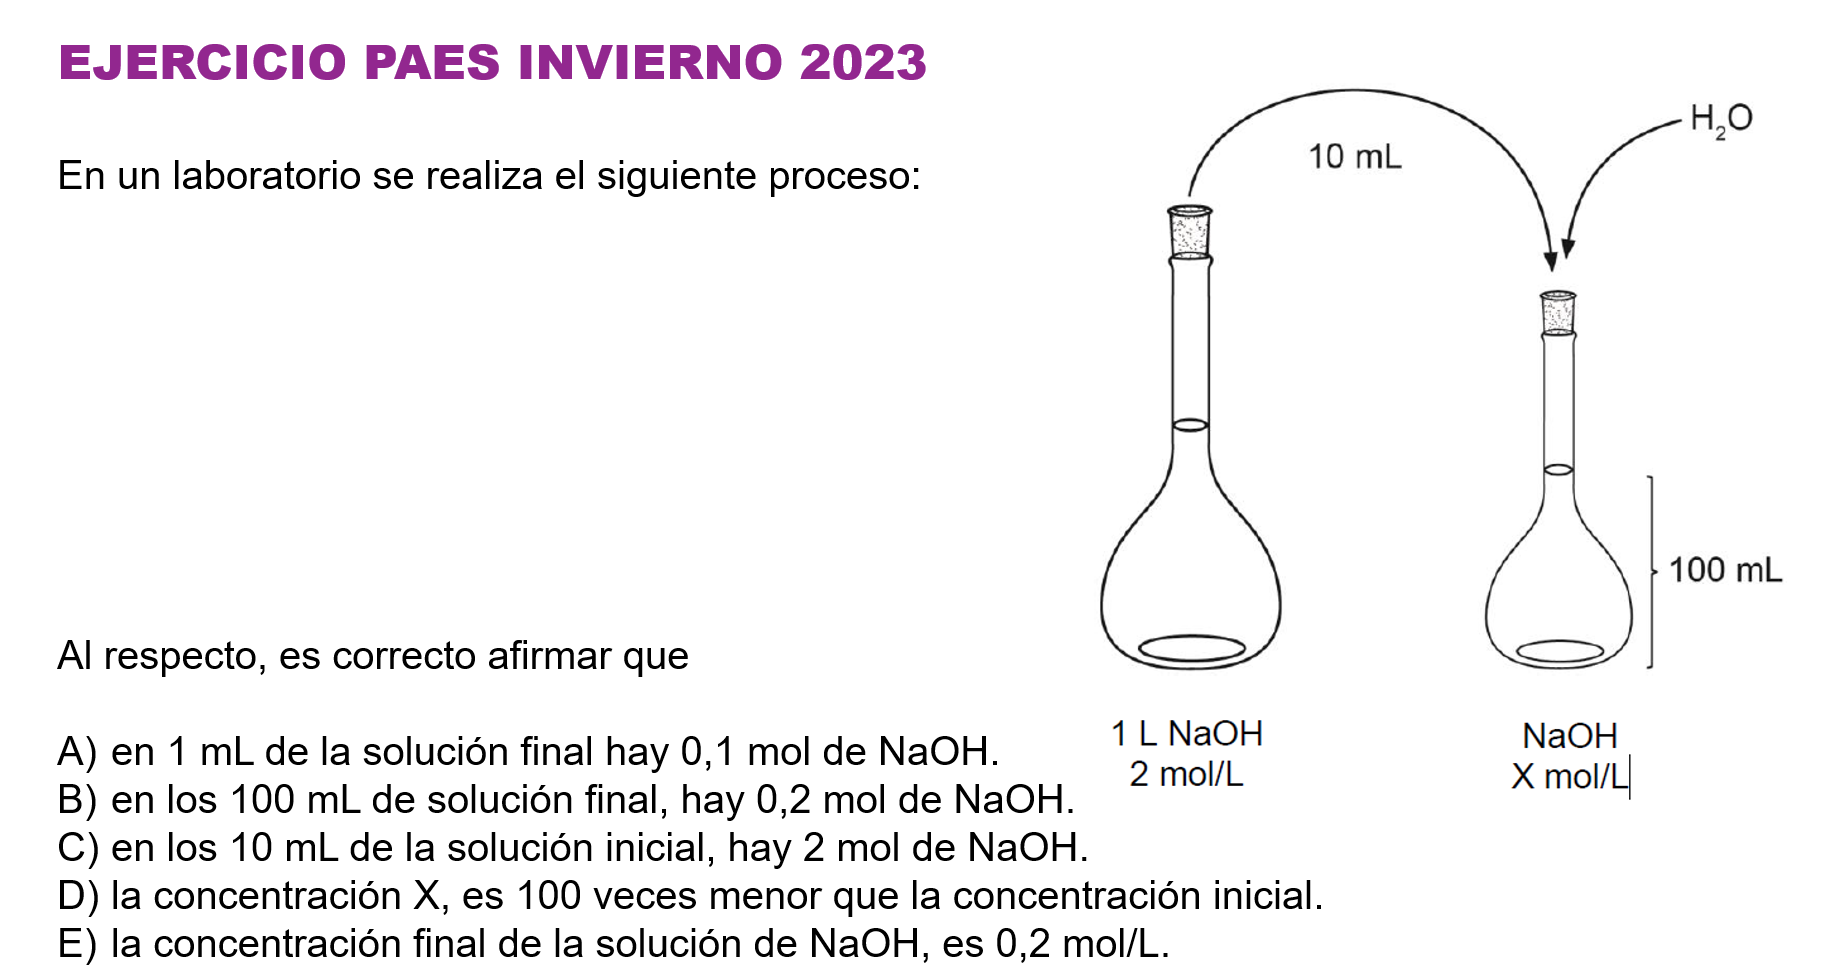 EJERCICIO PAES INVIERNO 2023
En un laboratorio se realiza el siguiente proceso:
10 mL
H₂O
100 mL
1 L NaOH
2 mol/L
NaOH
X mol/L
Al respecto, es correcto afirmar que
A) en 1 mL de la solución final hay 0,1 mol de NaOH.
B) en los 100 mL de solución final, hay 0,2 mol de NaOH.
C) en los 10 mL de la solución inicial, hay 2 mol de NaOH.
D) la concentración X, es 100 veces menor que la concentración inicial.
E) la concentración final de la solución de NaOH, es 0,2 mol/L.